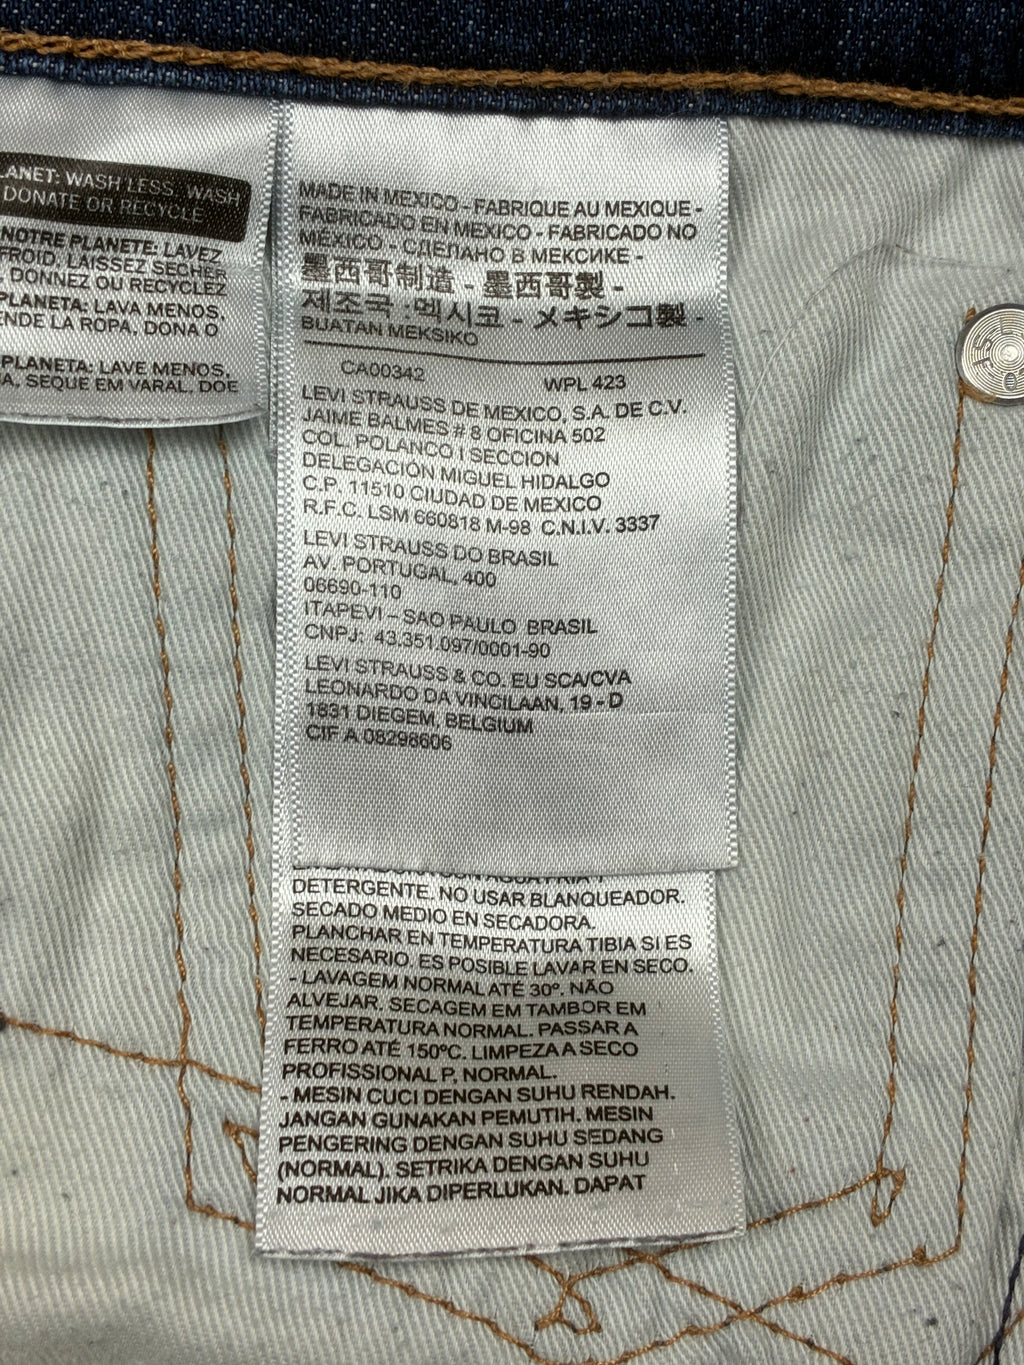 LANET: WASH LESS, WASH
DONATE OR RECYCLE
NOTRE PLANETE: LAVEZ
FROID, LAISSEZ SECHER
DONNEZ OU RECYCLEZ
PLANETA: LAVA MENOS,
ENDE LA ROPA, DONA O
PLANETA: LAVE MENOS,
A, SEQUE EM VARAL, DOE
MADE IN MEXICO - FABRIQUE AU MEXIQUE -
FABRICADO EN MEXICO - FABRICADO NO
MÉXICO - СДЕЛАНО В МЕКСИКЕ -
墨西哥制造 - 墨西哥製 -
제조국 :멕시코 - メキシコ製 -
BUATAN MEKSIKO
CA00342 WPL 423
LEVI STRAUSS DE MEXICO, S.A. DE C.V.
JAIME BALMES # 8 OFICINA 502
COL. POLANCO I SECCION
DELEGACIÓN MIGUEL HIDALGO
C.P. 11510 CIUDAD DE MEXICO
R.F.C. LSM 660818 M-98 C.N.I.V. 3337
LEVI STRAUSS DO BRASIL
AV. PORTUGAL, 400
06690-110
ITAPEVI – SAO PAULO BRASIL
CNPJ: 43.351.097/0001-90
LEVI STRAUSS & CO. EU SCA/CVA
LEONARDO DA VINCILAAN, 19 - D
1831 DIEGEM, BELGIUM
CIF A 08298606
DETERGENTE. NO USAR BLANQUEADOR.
SECADO MEDIO EN SECADORA.
PLANCHAR EN TEMPERATURA TIBIA SI ES
NECESARIO. ES POSIBLE LAVAR EN SECO.
- LAVAGEM NORMAL ATÉ 30º. NÃO
ALVEJAR. SECAGEM EM TAMBOR EM
TEMPERATURA NORMAL. PASSAR A
FERRO ATÉ 150ºC. LIMPEZA A SECO
PROFISSIONAL P, NORMAL.
- MESIN CUCI DENGAN SUHU RENDAH.
JANGAN GUNAKAN PEMUTIH. MESIN
PENGERING DENGAN SUHU SEDANG
(NORMAL). SETRIKA DENGAN SUHU
NORMAL JIKA DIPERLUKAN. DAPAT